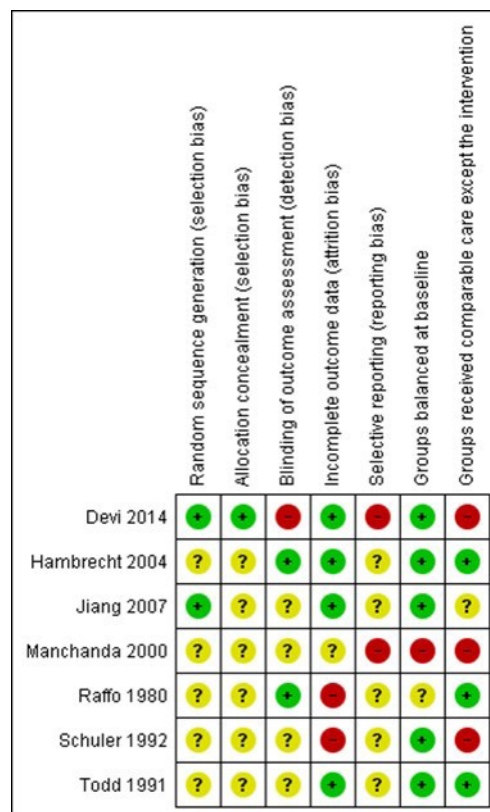 Random sequence generation (selection bias)
Allocation concealment (selection bias)
Blinding of outcome assessment (detection bias)
Incomplete outcome data (attrition bias)
Selective reporting (reporting bias)
Groups balanced at baseline
Groups received comparable care except the intervention
Devi 2014 + + - + - + -
Hambrecht 2004 ? ? + + ? + +
Jiang 2007 + ? ? + ? + ?
Manchanda 2000 ? ? ? ? - - -
Raffo 1980 ? ? + - ? ? +
Schuler 1992 ? ? ? - ? + -
Todd 1991 ? ? ? + ? + +